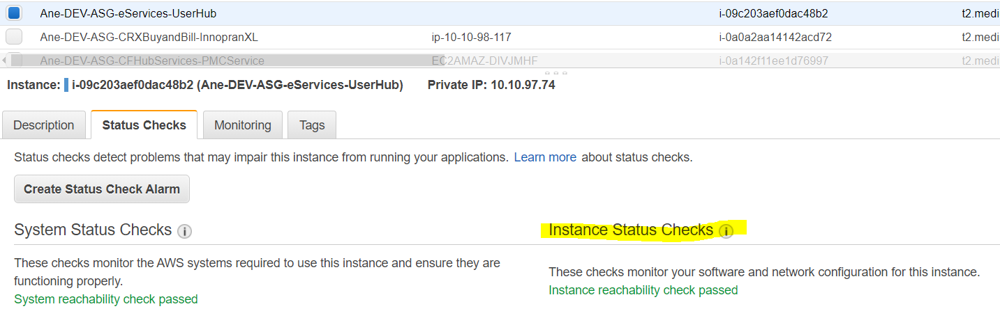 Ane-DEV-ASG-eServices-UserHub i-09c203aef0dac48b2 t2.medi
Ane-DEV-ASG-CRXBuyandBill-InnopranXL ip-10-10-98-117 i-0a0a2aa14142acd72 t2.medi
Ane-DEV-ASG-CFHubServices-PMCService EC2AMAZ-DIVJMHF i-0a142f11ee1d76997 t2.medi
Instance: i-09c203aef0dac48b2 (Ane-DEV-ASG-eServices-UserHub) Private IP: 10.10.97.74
Description Status Checks Monitoring Tags
Status checks detect problems that may impair this instance from running your applications. Learn more about status checks.
Create Status Check Alarm
System Status Checks i
These checks monitor the AWS systems required to use this instance and ensure they are
functioning properly.
System reachability check passed
Instance Status Checks i
These checks monitor your software and network configuration for this instance.
Instance reachability check passed